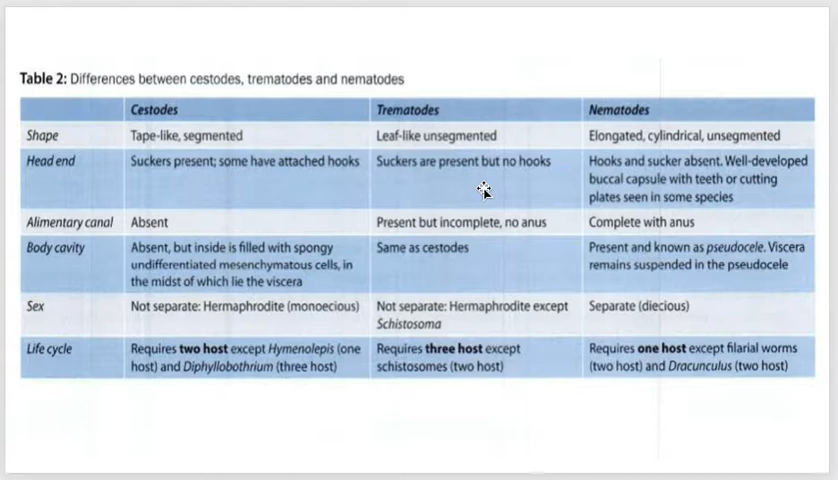 Table 2: Differences between cestodes, trematodes and nematodes
Cestodes Trematodes Nematodes
Shape Tape-like, segmented Leaf-like unsegmented Elongated, cylindrical, unsegmented
Head end Suckers present; some have attached hooks Suckers are present but no hooks Hooks and sucker absent. Well-developed
buccal capsule with teeth or cutting
plates seen in some species
Alimentary canal Absent Present but incomplete, no anus Complete with anus
Body cavity Absent, but inside is filled with spongy Same as cestodes Present and known as pseudocele. Viscera
undifferentiated mesenchymatous cells, in remains suspended in the pseudocele
the midst of which lie the viscera
Sex Not separate: Hermaphrodite (monoecious) Not separate: Hermaphrodite except Separate (diecious)
Schistosoma
Life cycle Requires two host except Hymenolepis (one Requires three host except Requires one host except filarial worms
host) and Diphyllobothrium (three host) schistosomes (two host) (two host) and Dracunculus (two host)